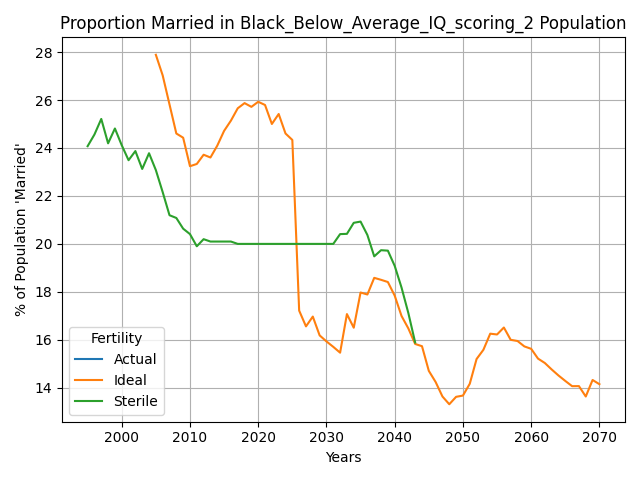 Proportion Married in Black_Below_Average_IQ_scoring_2 Population
% of Population 'Married'
28
26
24
22
20
18
16
14
Fertility
Actual
Ideal
Sterile
2000 2010 2020 2030 2040 2050 2060 2070
Years